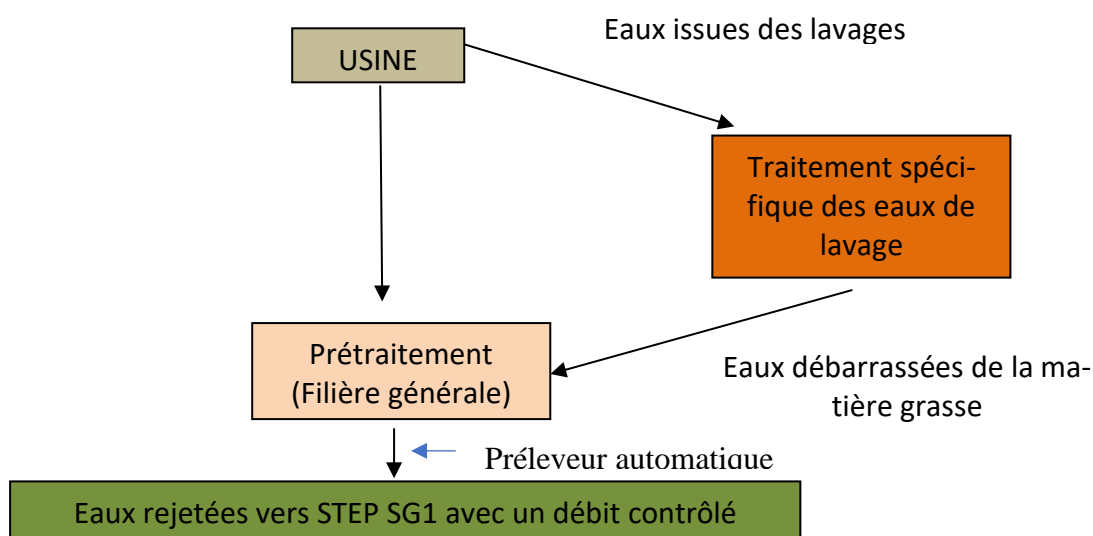 Eaux issues des lavages
USINE
Traitement spéci-
fique des eaux de
lavage
Prétraitement
(Filière générale)
Eaux débarrassées de la ma-
tière grasse
Préleveur automatique
Eaux rejetées vers STEP SG1 avec un débit contrôlé